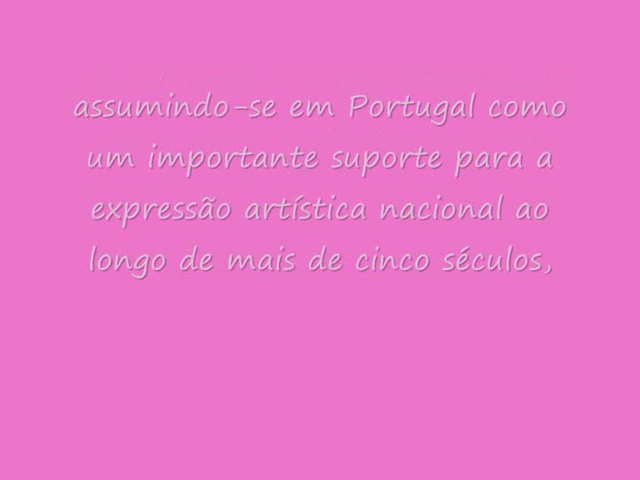 assumindo-se em Portugal como
um importante suporte para a
expressão artística nacional ao
longo de mais de cinco séculos,